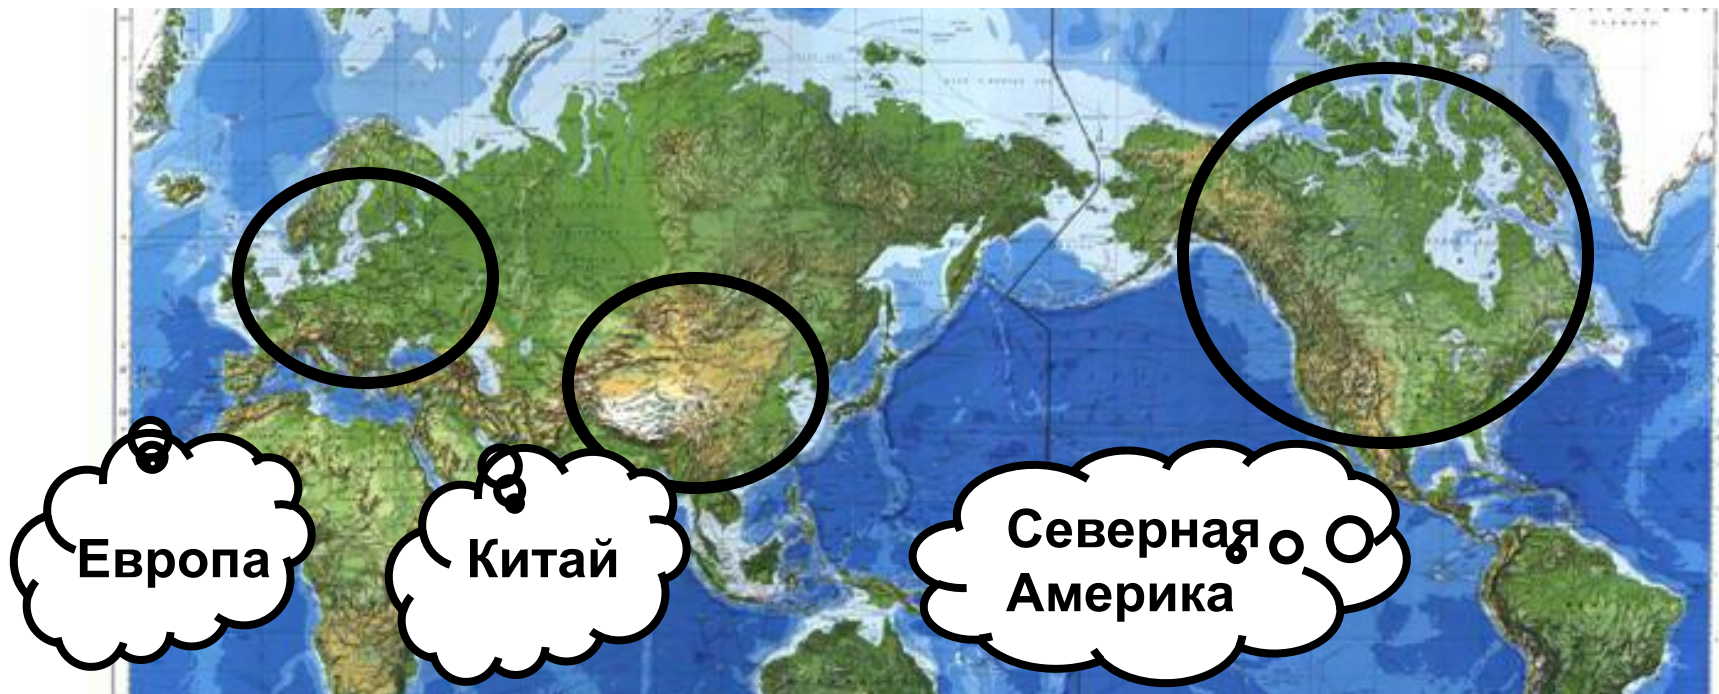 Европа
Китай
Северная
Америка